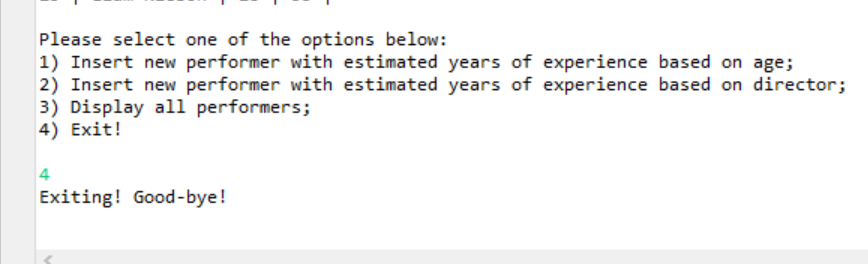 Please select one of the options below:
1) Insert new performer with estimated years of experience based on age;
2) Insert new performer with estimated years of experience based on director;
3) Display all performers;
4) Exit!
4
Exiting! Good-bye!